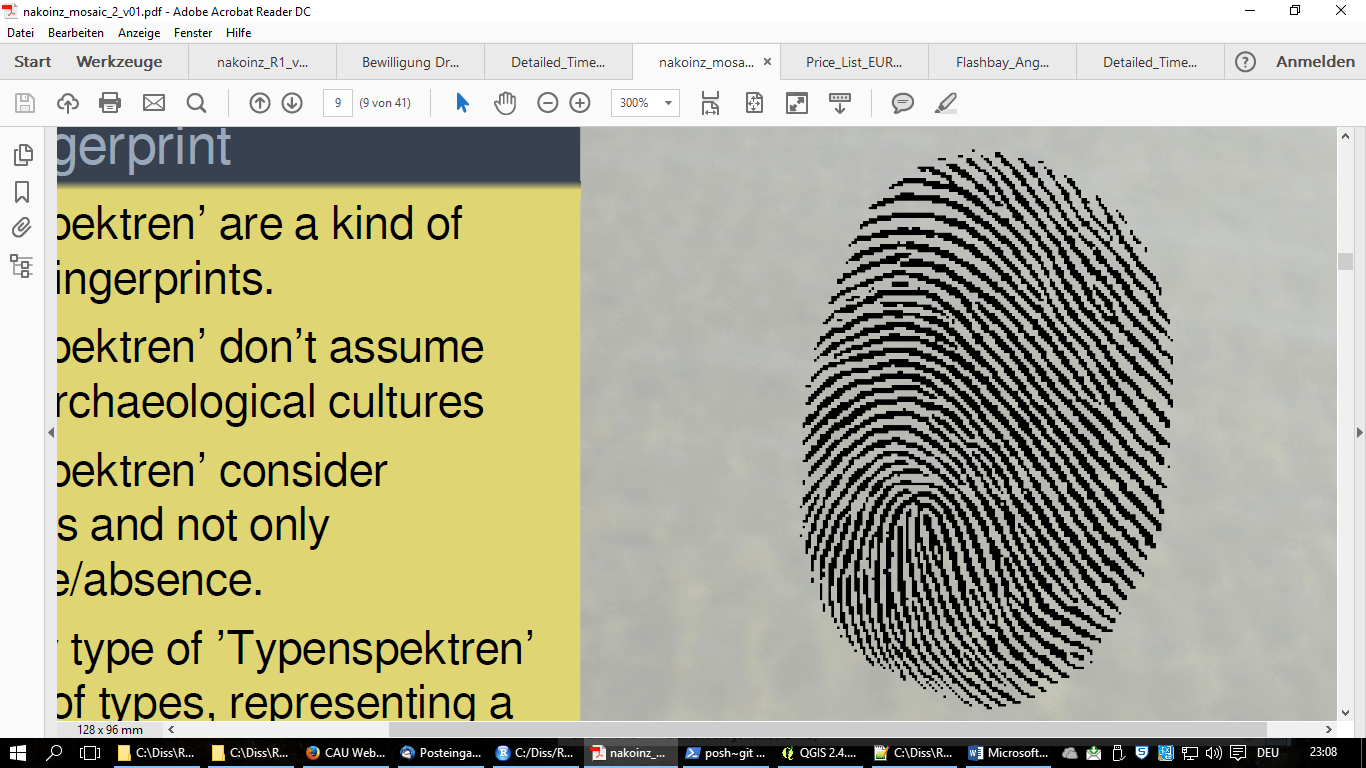 nakoinz_mosaic_2_v01.pdf - Adobe Acrobat Reader DC
Datei Bearbeiten Anzeige Fenster Hilfe
Start Werkzeuge nakoinz_R1_v... Bewilligung Dr... Detailed_Time... nakoinz_mosa... × Price_List_EUR... Flashbay_Ang... Detailed_Time... ? Anmelden
9 (9 von 41) 300%
gerprint
pektren’ are a kind of
ingerprints.
pektren’ don’t assume
rchaeological cultures
pektren’ consider
s and not only
e/absence.
type of ’Typenspektren’
of types, representing a
128 x 96 mm
C:\Diss\R... C:\Diss\R... CAU Web... Posteinga... C:/Diss/R... nakoinz_... posh~git ... QGIS 2.4.... C:\Diss\R... Microsoft... DEU 23:08